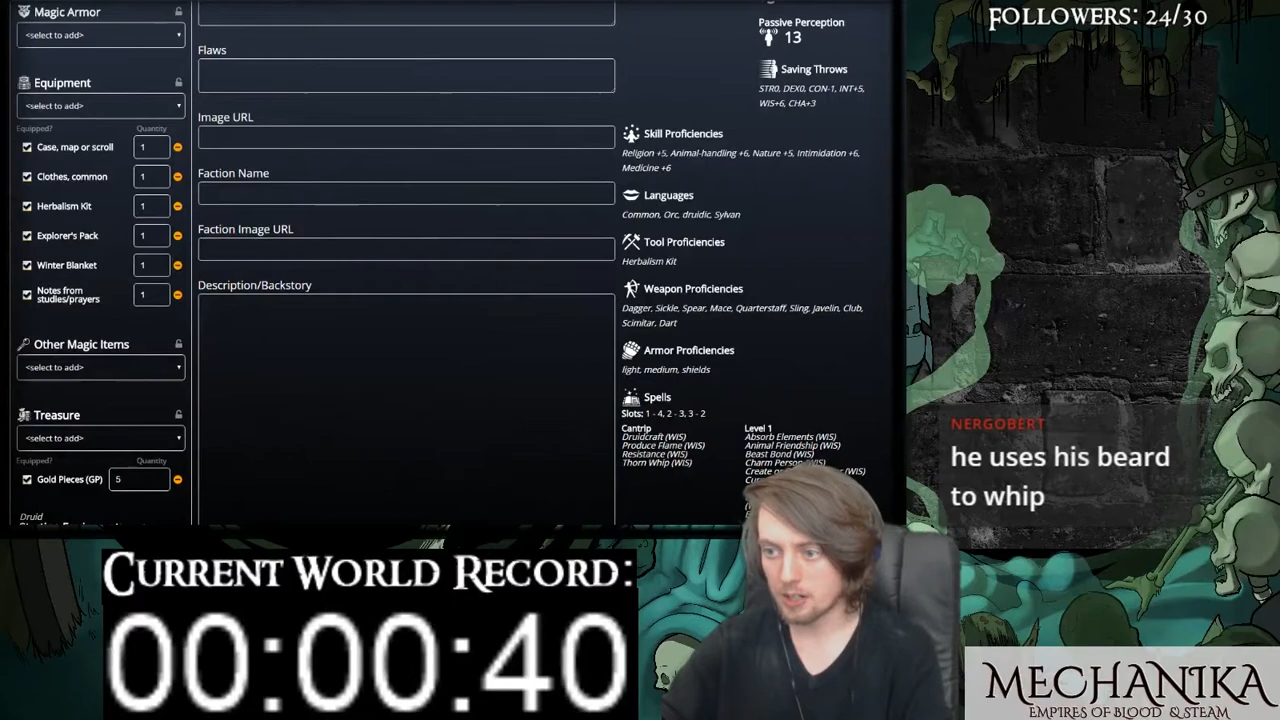 Magic Armor
<select to add>
Equipment
<select to add>
Equipped?
Quantity
Case, map or scroll
1
Clothes, common
1
Herbalism Kit
1
Explorer's Pack
1
Winter Blanket
1
Notes from
studies/prayers
1
Other Magic Items
<select to add>
Treasure
<select to add>
Equipped?
Quantity
Gold Pieces (GP)
5
Druid
Flaws
Image URL
Faction Name
Faction Image URL
Description/Backstory
Passive Perception
13
Saving Throws
STR0, DEX0, CON-1, INT+5,
WIS+6, CHA+3
Skill Proficiencies
Religion +5, Animal-handling +6, Nature +5, Intimidation +6,
Medicine +6
Languages
Common, Orc, druidic, Sylvan
Tool Proficiencies
Herbalism Kit
Weapon Proficiencies
Dagger, Sickle, Spear, Mace, Quarterstaff, Sling, Javelin, Club,
Scimitar, Dart
Armor Proficiencies
light, medium, shields
Spells
Slots: 1 - 4, 2 - 3, 3 - 2
Cantrip
Druidcraft (WIS)
Produce Flame (WIS)
Resistance (WIS)
Thorn Whip (WIS)
Level 1
Absorb Elements (WIS)
Animal Friendship (WIS)
Beast Bond (WIS)
Charm Person (WIS)
Followers: 24/30
NERGOBERT
he uses his beard
to whip
Current World Record:
00:00:40
MECHANIKA
EMPIRES OF BLOOD & STEAM